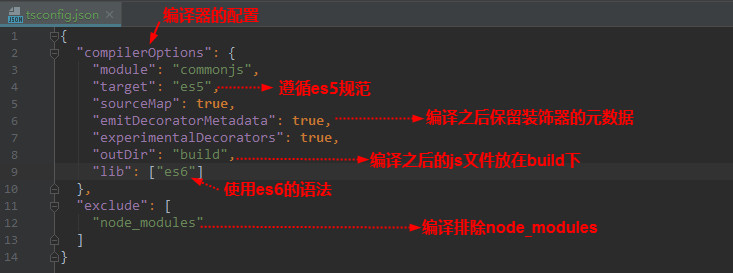 tsconfig.json
编译器的配置
1 {
2 "compilerOptions": {
3 "module": "commonjs",
4 "target": "es5", 遵循es5规范
5 "sourceMap": true,
6 "emitDecoratorMetadata": true, 编译之后保留装饰器的元数据
7 "experimentalDecorators": true,
8 "outDir": "build", 编译之后的js文件放在build下
9 "lib": ["es6"]
使用es6的语法
10 },
11 "exclude": [
12 "node_modules" 编译排除node_modules
13 ]
14 }